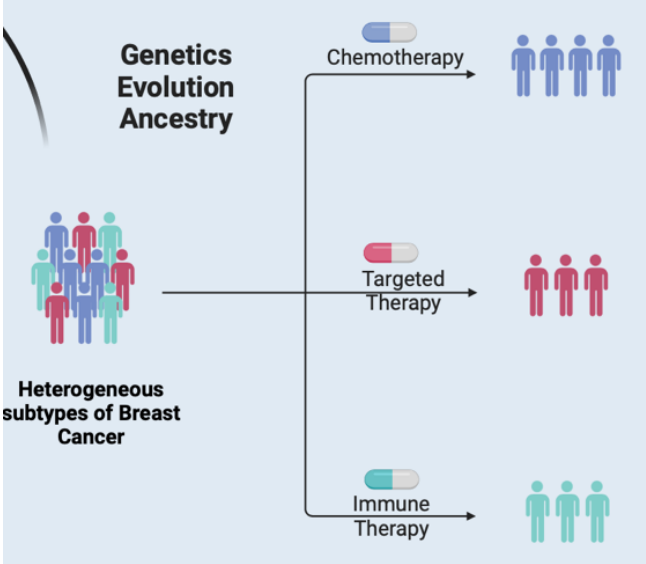 Genetics
Evolution
Ancestry
Chemotherapy
Targeted
Therapy
Heterogeneous
subtypes of Breast
Cancer
Immune
Therapy